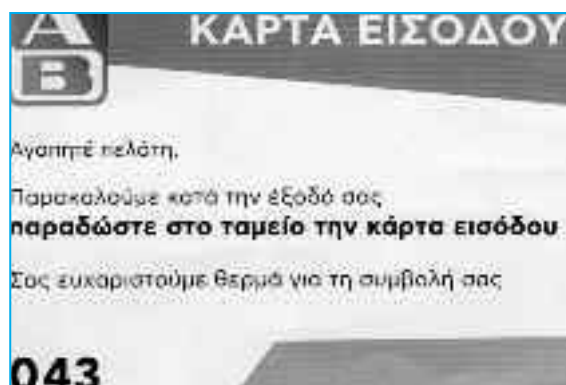 AB
ΚΑΡΤΑ ΕΙΣΟΔΟΥ
Αγαπητέ πελάτη,
Παρακαλούμε κατά την έξοδό σας
παραδώστε στο ταμείο την κάρτα εισόδου
Σας ευχαριστούμε θερμά για τη συμβολή σας
043